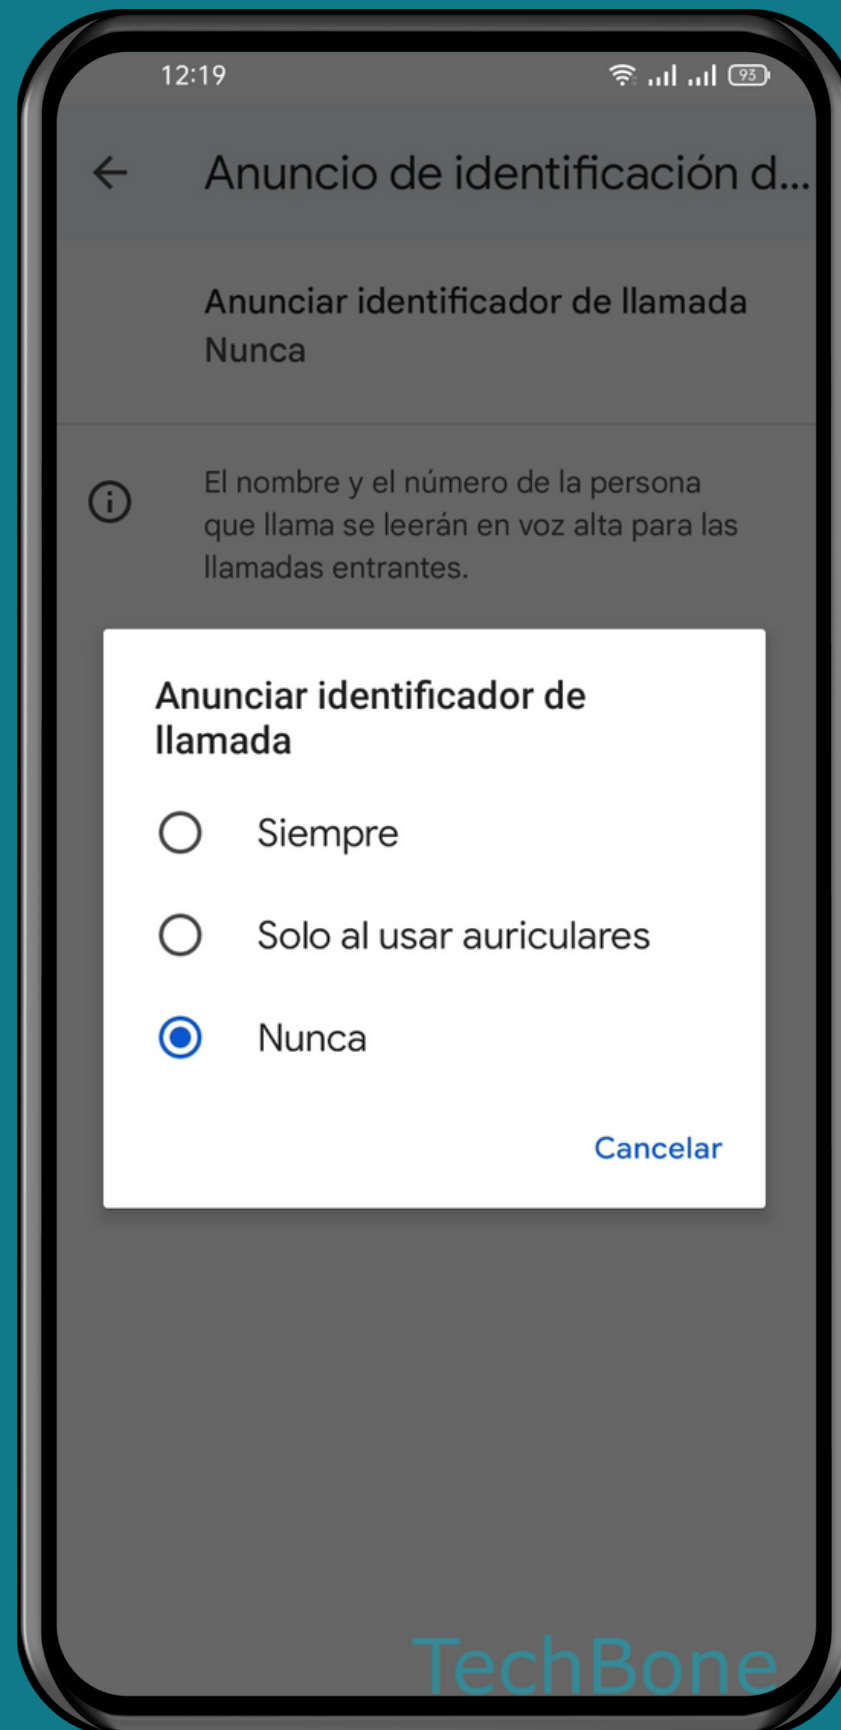 12:19
93
Anuncio de identificación d...
Anunciar identificador de llamada
Nunca
El nombre y el número de la persona
que llama se leerán en voz alta para las
llamadas entrantes.
Anunciar identificador de
llamada
Siempre
Solo al usar auriculares
Nunca
Cancelar
TechBone